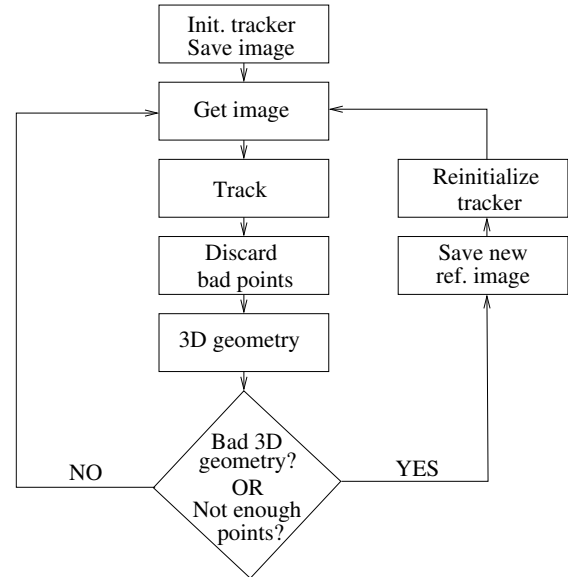 Init. tracker
Save image
Get image
Track
Discard
bad points
3D geometry
Bad 3D
geometry?
OR
Not enough
points?
NO
YES
Save new
ref. image
Reinitialize
tracker